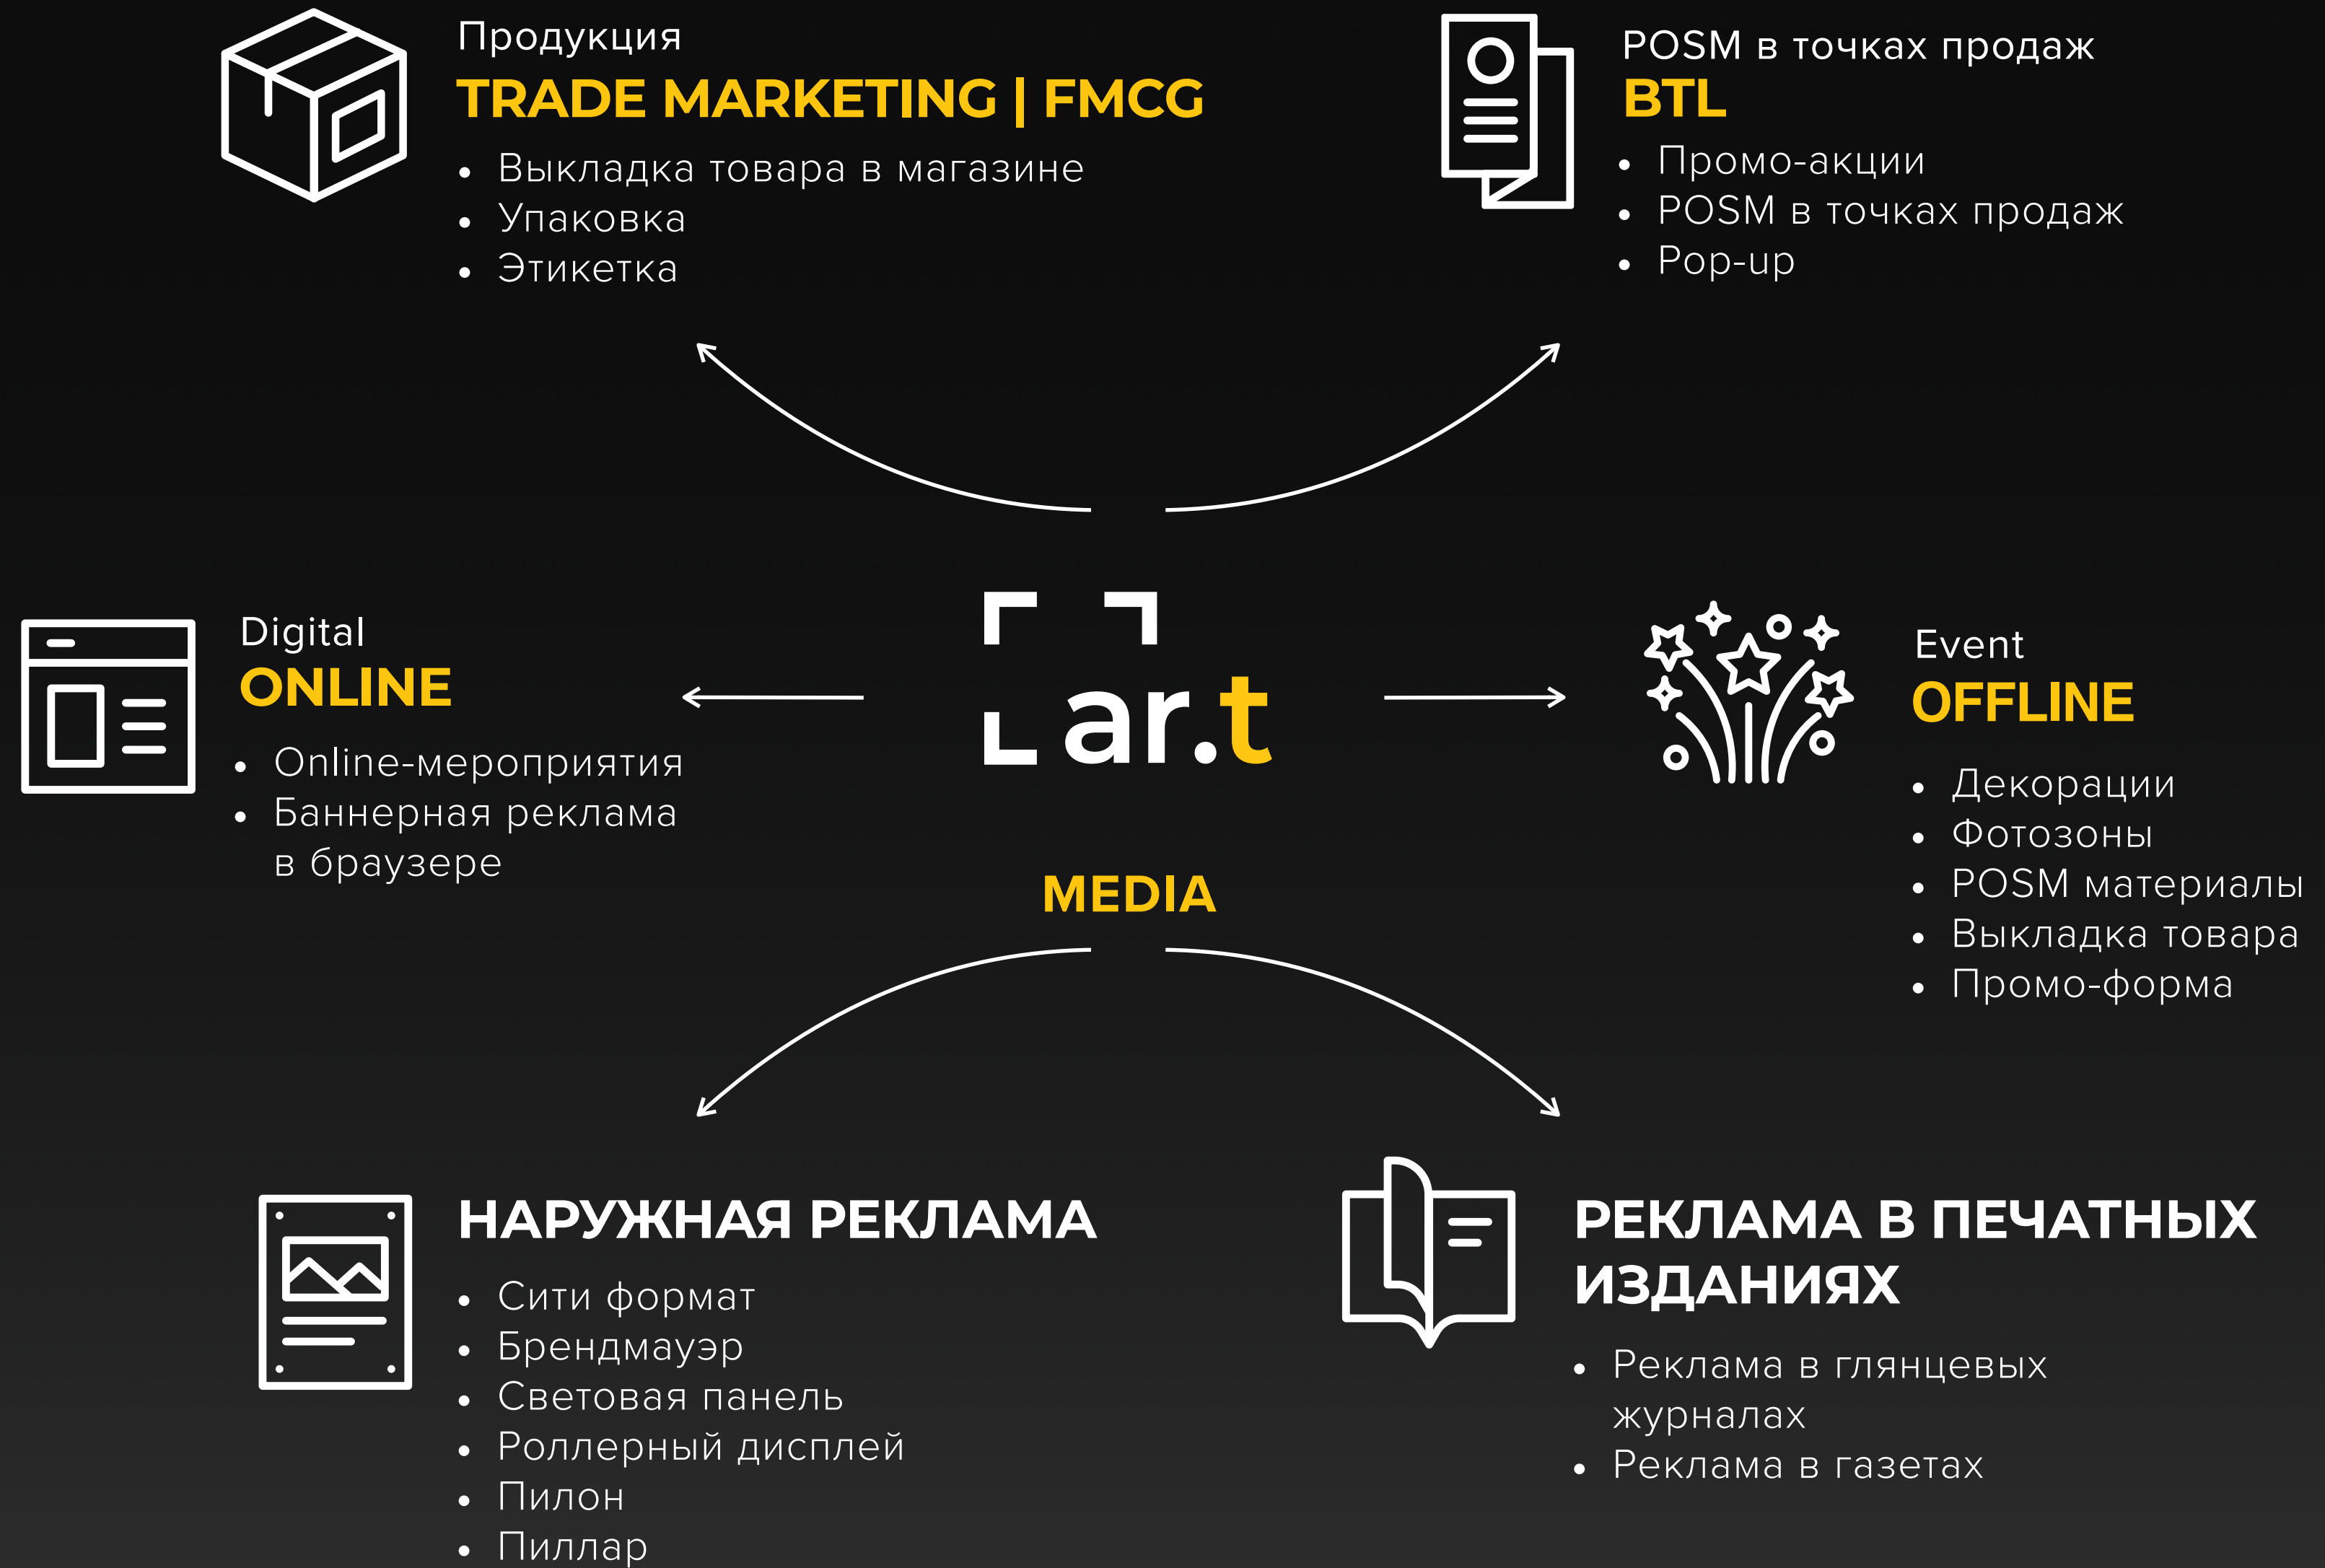 Продукция
TRADE MARKETING | FMCG
• Выкладка товара в магазине
• Упаковка
• Этикетка
POSM в точках продаж
BTL
• Промо-акции
• POSM в точках продаж
• Pop-up
Digital
ONLINE
• Online-мероприятия
• Баннерная реклама
в браузере
ar.t
Event
OFFLINE
• Декорации
• Фотозоны
• POSM материалы
• Выкладка товара
• Промо-форма
MEDIA
НАРУЖНАЯ РЕКЛАМА
• Сити формат
• Брендмауэр
• Световая панель
• Роллерный дисплей
• Пилон
• Пиллар
РЕКЛАМА В ПЕЧАТНЫХ
ИЗДАНИЯХ
• Реклама в глянцевых
журналах
• Реклама в газетах